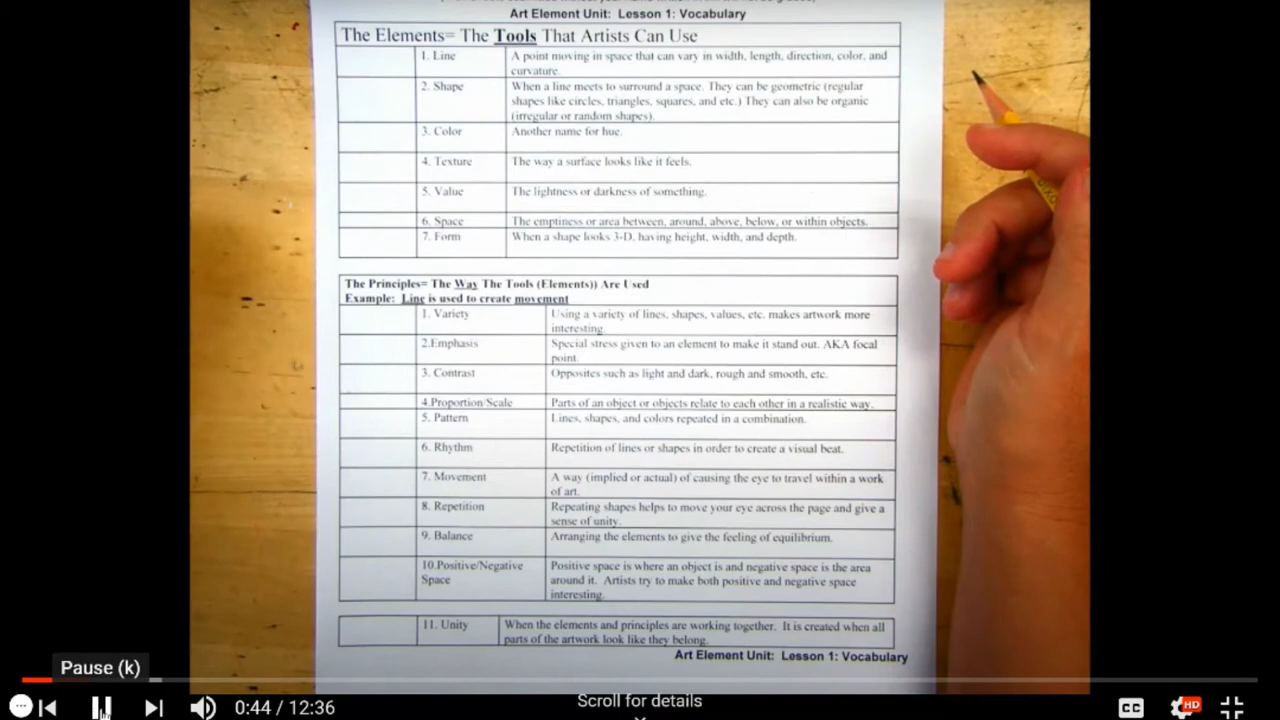 Art Element Unit: Lesson 1: Vocabulary
The Elements= The Tools That Artists Can Use
1. Line
A point moving in space that can vary in width, length, direction, color, and
curvature.
2. Shape
When a line meets to surround a space. They can be geometric (regular
shapes like circles, triangles, squares, and etc.) They can also be organic
(irregular or random shapes).
3. Color
Another name for hue.
4. Texture
The way a surface looks like it feels.
5. Value
The lightness or darkness of something.
6. Space
The emptiness or area between, around, above, below, or within objects.
7. Form
When a shape looks 3-D, having height, width, and depth.
The Principles= The Way The Tools (Elements)) Are Used
Example: Line is used to create movement
1. Variety
Using a variety of lines, shapes, values, etc. makes artwork more
interesting.
2.Emphasis
Special stress given to an element to make it stand out. AKA focal
point.
3. Contrast
Opposites such as light and dark, rough and smooth, etc.
4.Proportion/Scale
Parts of an object or objects relate to each other in a realistic way.
5. Pattern
Lines, shapes, and colors repeated in a combination.
6. Rhythm
Repetition of lines or shapes in order to create a visual beat.
7. Movement
A way (implied or actual) of causing the eye to travel within a work
of art.
8. Repetition
Repeating shapes helps to move your eye across the page and give a
sense of unity.
9. Balance
Arranging the elements to give the feeling of equilibrium.
10.Positive/Negative
Space
Positive space is where an object is and negative space is the area
around it. Artists try to make both positive and negative space
interesting.
11. Unity
When the elements and principles are working together. It is created when all
parts of the artwork look like they belong.
Art Element Unit: Lesson 1: Vocabulary
Pause (k)
0:44 / 12:36
Scroll for details
CC
HD